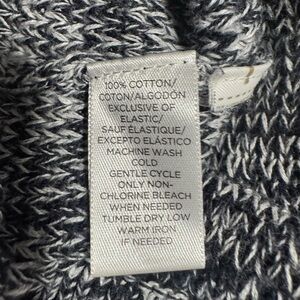 100% COTTON/
COTON/ALGODÓN
EXCLUSIVE OF
ELASTIC/
SAUF ÉLASTIQUE/
EXCEPTO ELÁSTICO
MACHINE WASH
COLD
GENTLE CYCLE
ONLY NON-
CHLORINE BLEACH
WHEN NEEDED
TUMBLE DRY LOW
WARM IRON
IF NEEDED